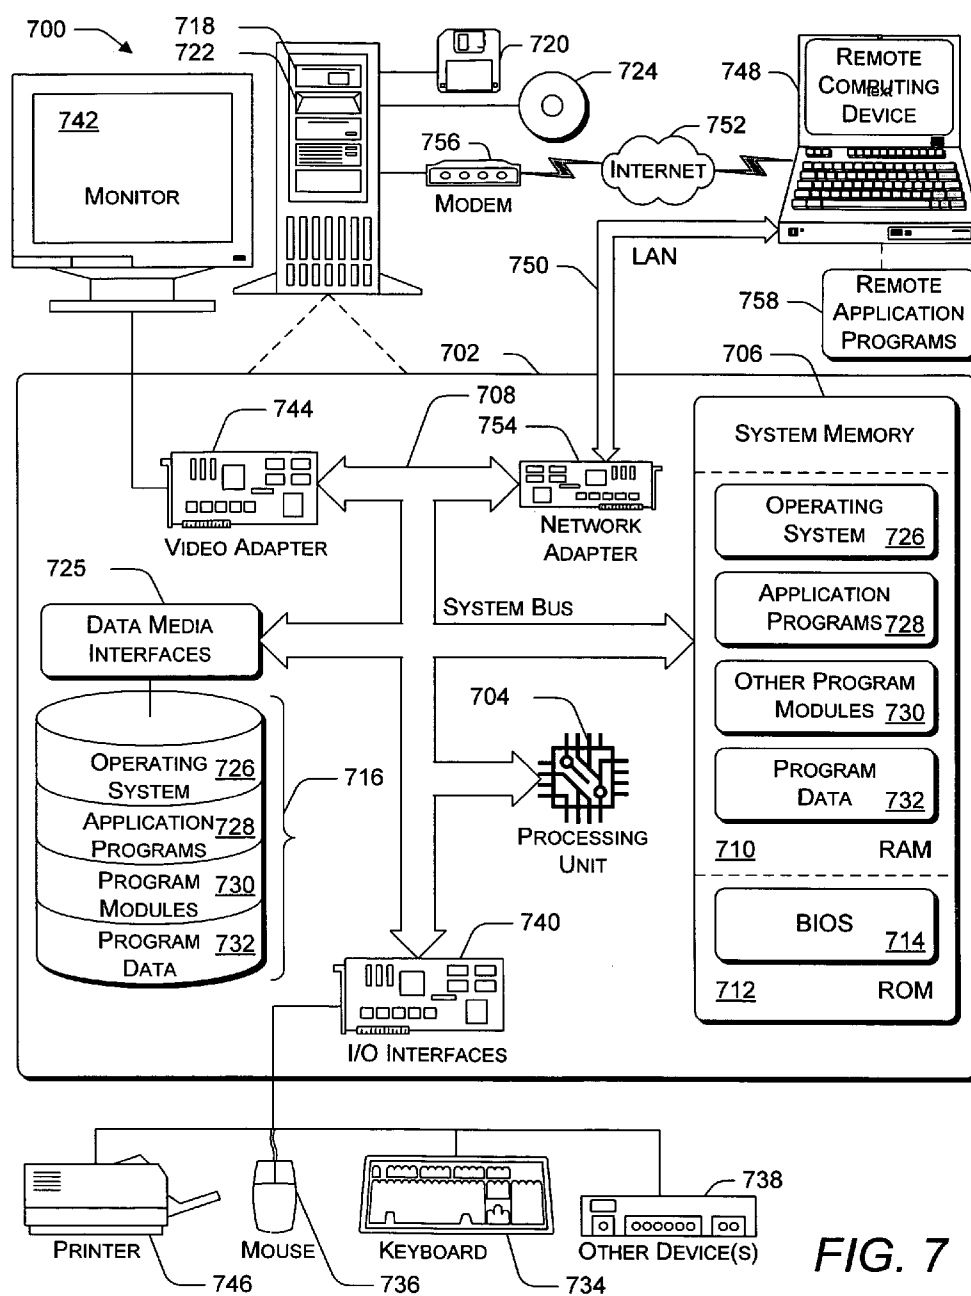 700
718
722
720
724
748
REMOTE
COMPUTING
Text
DEVICE
742
MONITOR
756
MODEM
752
INTERNET
750
LAN
758
REMOTE
APPLICATION
PROGRAMS
702
706
744
708
754
VIDEO ADAPTER
NETWORK
ADAPTER
SYSTEM MEMORY
OPERATING
SYSTEM 726
APPLICATION
PROGRAMS 728
OTHER PROGRAM
MODULES 730
PROGRAM
DATA 732
710 RAM
BIOS 714
712 ROM
725
DATA MEDIA
INTERFACES
SYSTEM BUS
704
PROCESSING
UNIT
716
OPERATING 726
SYSTEM
APPLICATION 728
PROGRAMS
PROGRAM 730
MODULES
PROGRAM 732
DATA
740
I/O INTERFACES
PRINTER
746
MOUSE
736
KEYBOARD
734
738
OTHER DEVICE(S)
FIG. 7